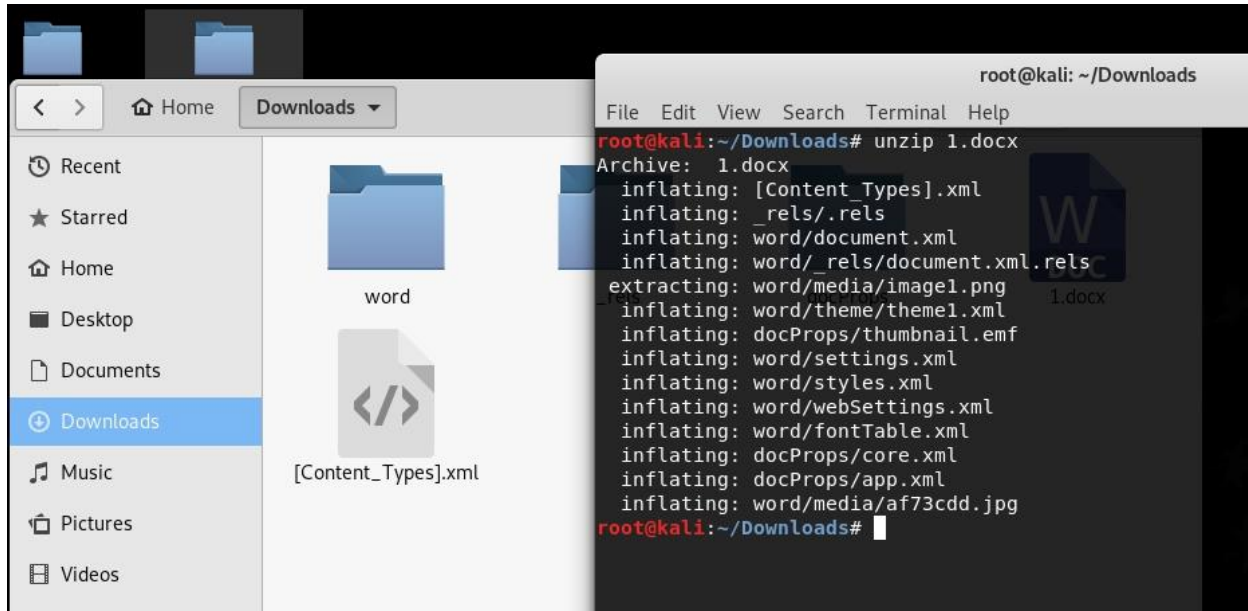 Home
Downloads
Recent
Starred
Home
Desktop
Documents
Downloads
Music
Pictures
Videos
word
_rels
docProps
1.docx
[Content_Types].xml
W
DOC
root@kali: ~/Downloads
File Edit View Search Terminal Help
root@kali:~/Downloads# unzip 1.docx
Archive:  1.docx
  inflating: [Content_Types].xml
  inflating: _rels/.rels
  inflating: word/document.xml
  inflating: word/_rels/document.xml.rels
 extracting: word/media/image1.png
  inflating: word/theme/theme1.xml
  inflating: docProps/thumbnail.emf
  inflating: word/settings.xml
  inflating: word/styles.xml
  inflating: word/webSettings.xml
  inflating: word/fontTable.xml
  inflating: docProps/core.xml
  inflating: docProps/app.xml
  inflating: word/media/af73cdd.jpg
root@kali:~/Downloads#